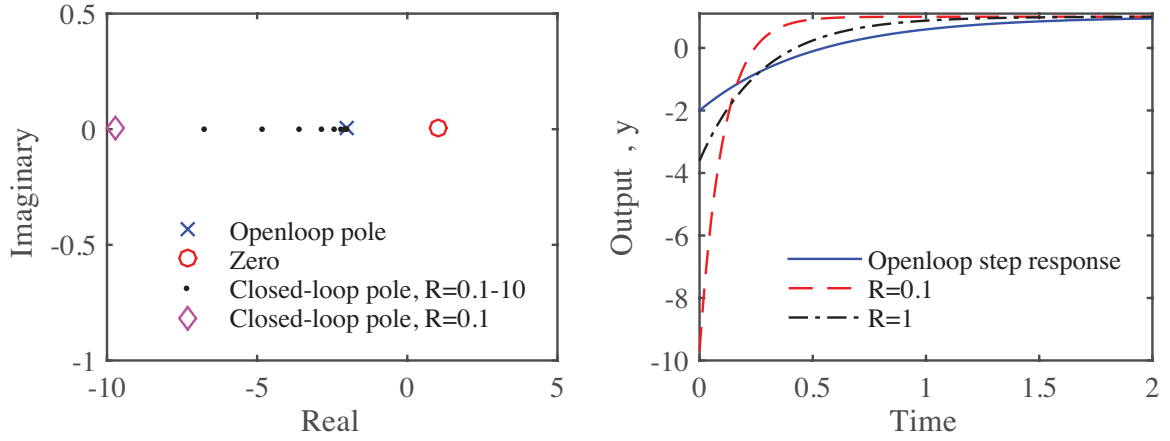 0.5
0
-0.5
-1
-10
-5
0
5
Imaginary
Real
Openloop pole
Zero
Closed-loop pole, R=0.1-10
Closed-loop pole, R=0.1
0
-2
-4
-6
-8
-10
0
0.5
1
1.5
2
Output , y
Time
Openloop step response
R=0.1
R=1